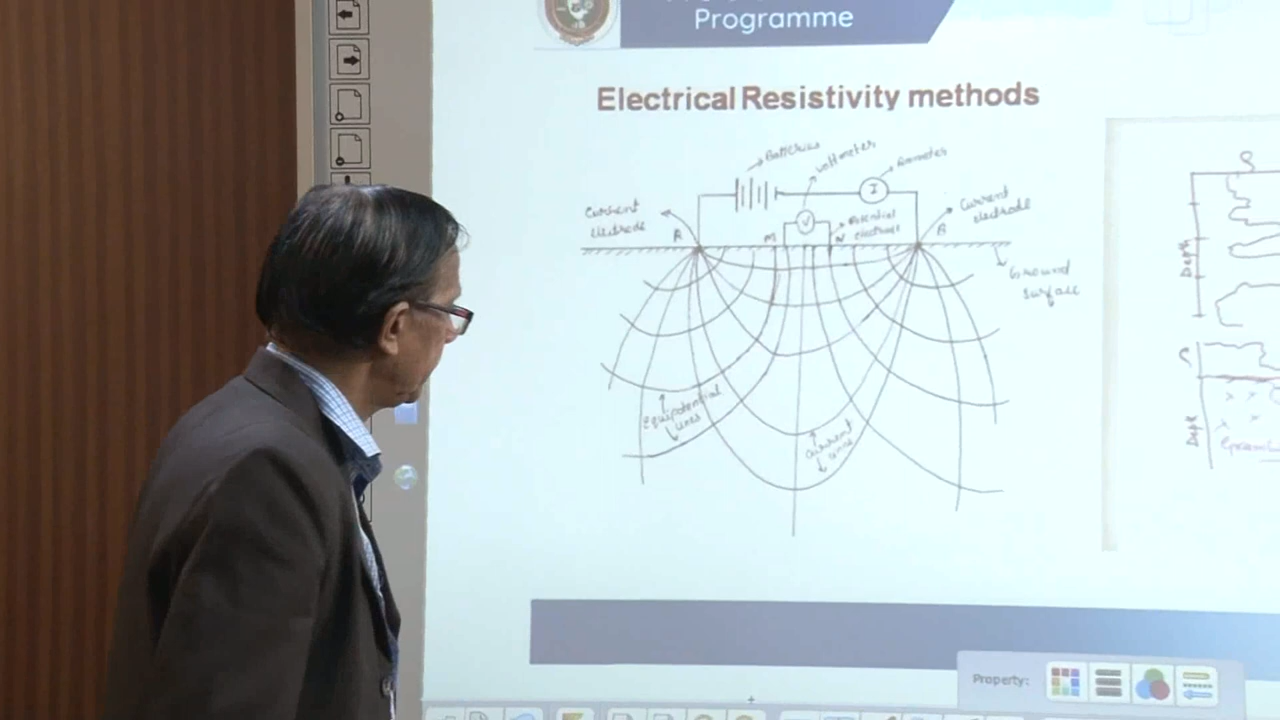 Programme
Electrical Resistivity methods
Batteries
Voltmeter
Ammeter
Current
electrode
A
M
V
N
I
Potential
electrode
B
Current
electrode
Ground
surface
Equipotential
lines
Current
lines
Depth
Depth
Property: